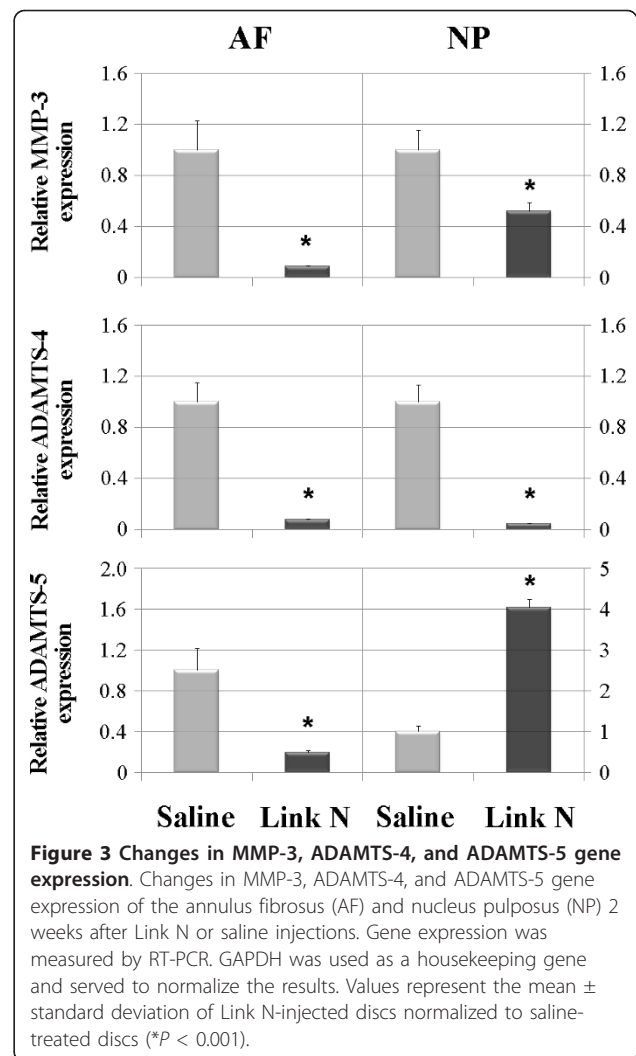 AF NP
Relative MMP-3 expression
1.6 1.6
1.2 1.2
* *
0.8 0.8
0.4 0.4
0 0
Relative ADAMTS-4 expression
1.6 1.6
1.2 1.2
0.8 0.8
* *
0.4 0.4
0 0
Relative ADAMTS-5 expression
2.0 5
*
1.6 4
1.2 3
0.8 2
*
0.4 1
0 0
Saline Link N Saline Link N
Figure 3 Changes in MMP-3, ADAMTS-4, and ADAMTS-5 gene
expression. Changes in MMP-3, ADAMTS-4, and ADAMTS-5 gene
expression of the annulus fibrosus (AF) and nucleus pulposus (NP) 2
weeks after Link N or saline injections. Gene expression was
measured by RT-PCR. GAPDH was used as a housekeeping gene
and served to normalize the results. Values represent the mean ±
standard deviation of Link N-injected discs normalized to saline-
treated discs (*P < 0.001).